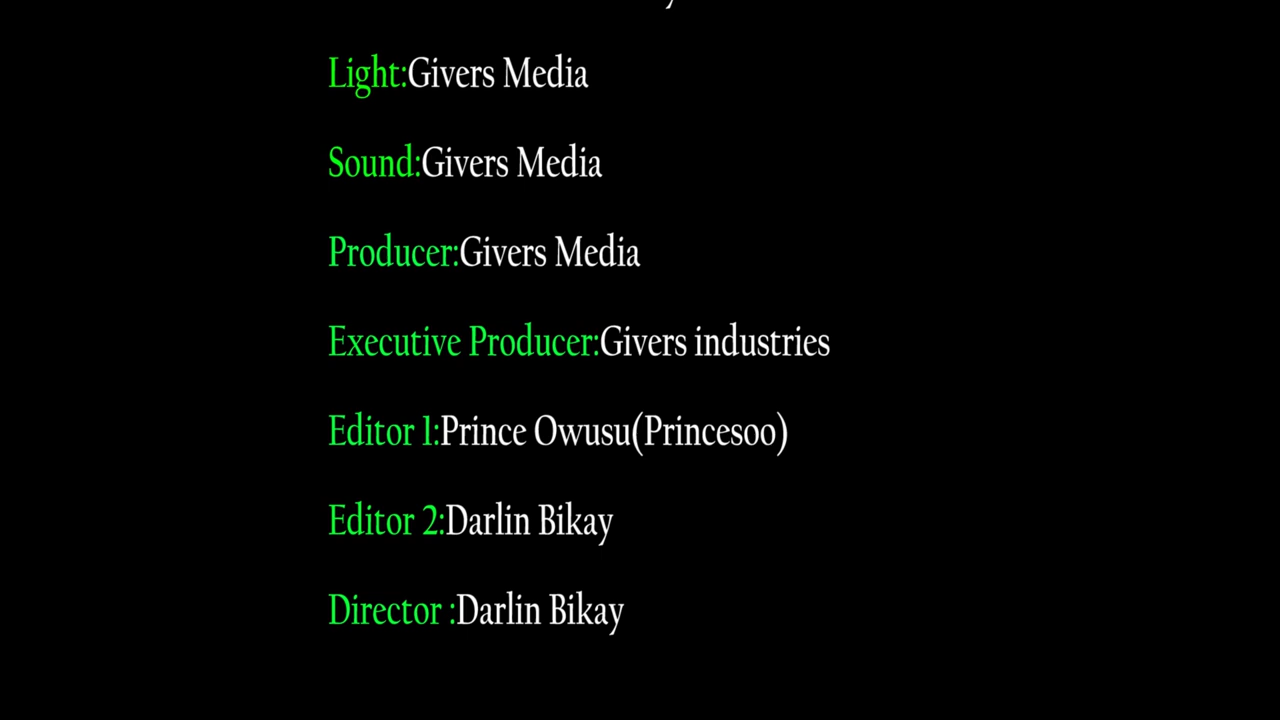 Light:Givers Media
Sound:Givers Media
Producer:Givers Media
Executive Producer:Givers industries
Editor 1:Prince Owusu(Princesoo)
Editor 2:Darlin Bikay
Director :Darlin Bikay